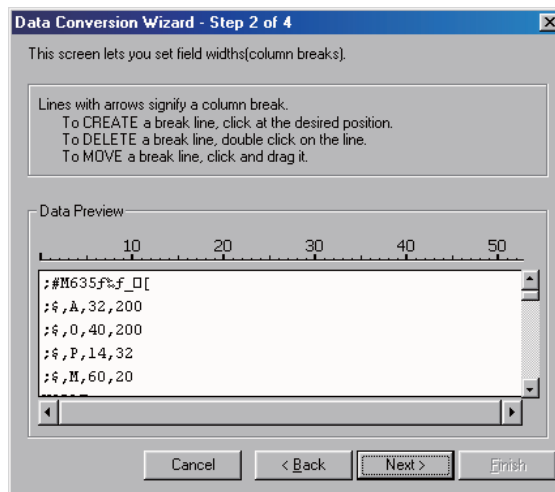 Data Conversion Wizard - Step 2 of 4
This screen lets you set field widths(column breaks).
Lines with arrows signify a column break.
To CREATE a break line, click at the desired position.
To DELETE a break line, double click on the line.
To MOVE a break line, click and drag it.
Data Preview
10 20 30 40 50
;#M635ƒ‰ƒ_□[
;$,A,32,200
;$,O,40,200
;$,P,14,32
;$,M,60,20
Cancel < Back Next > Finish